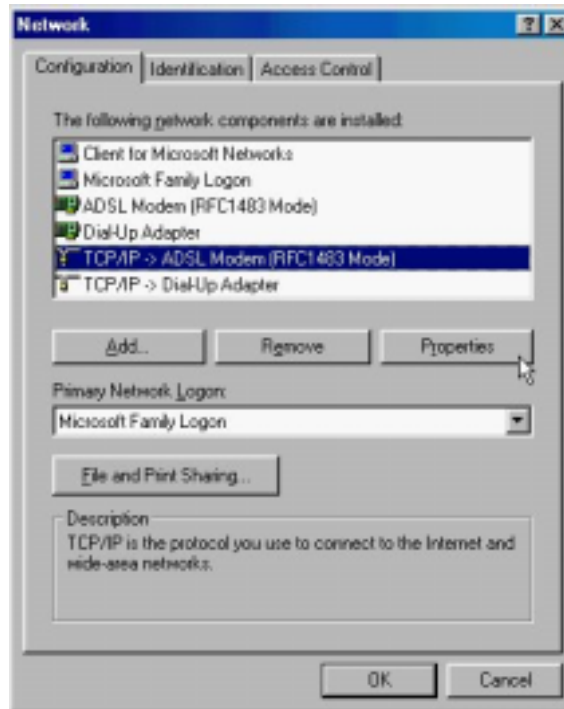 Network
Configuration Identification Access Control
The following network components are installed:
Client for Microsoft Networks
Microsoft Family Logon
ADSL Modem (RFC1483 Mode)
Dial-Up Adapter
TCP/IP -> ADSL Modem (RFC1483 Mode)
TCP/IP -> Dial-Up Adapter
Add... Remove Properties
Primary Network Logon:
Microsoft Family Logon
File and Print Sharing...
Description
TCP/IP is the protocol you use to connect to the Internet and
wide-area networks.
OK Cancel